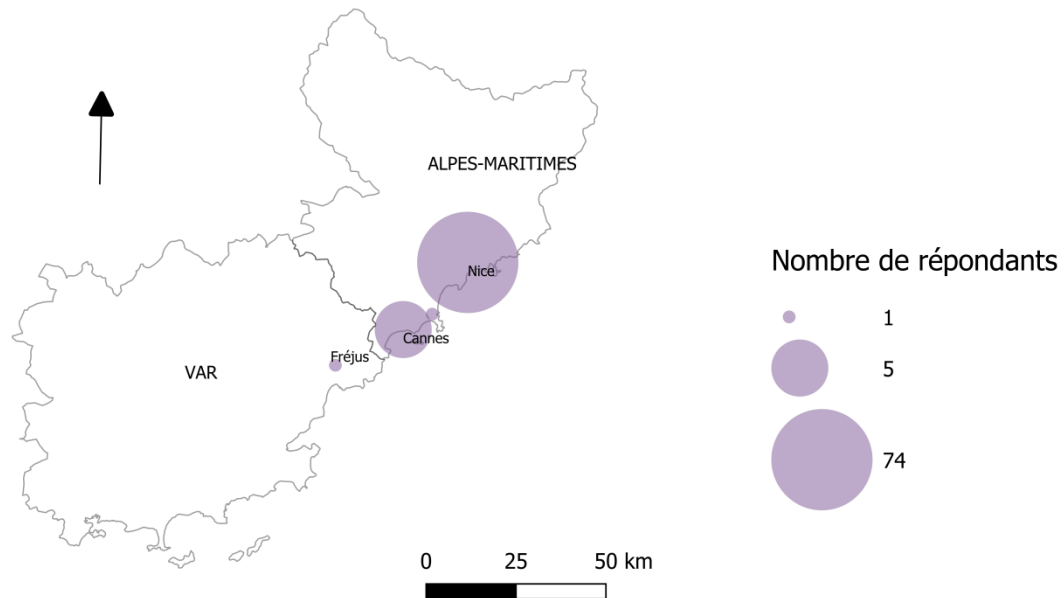 ALPES-MARITIMES
Nice
Cannes
Fréjus
VAR
Nombre de répondants
1
5
74
0 25 50 km